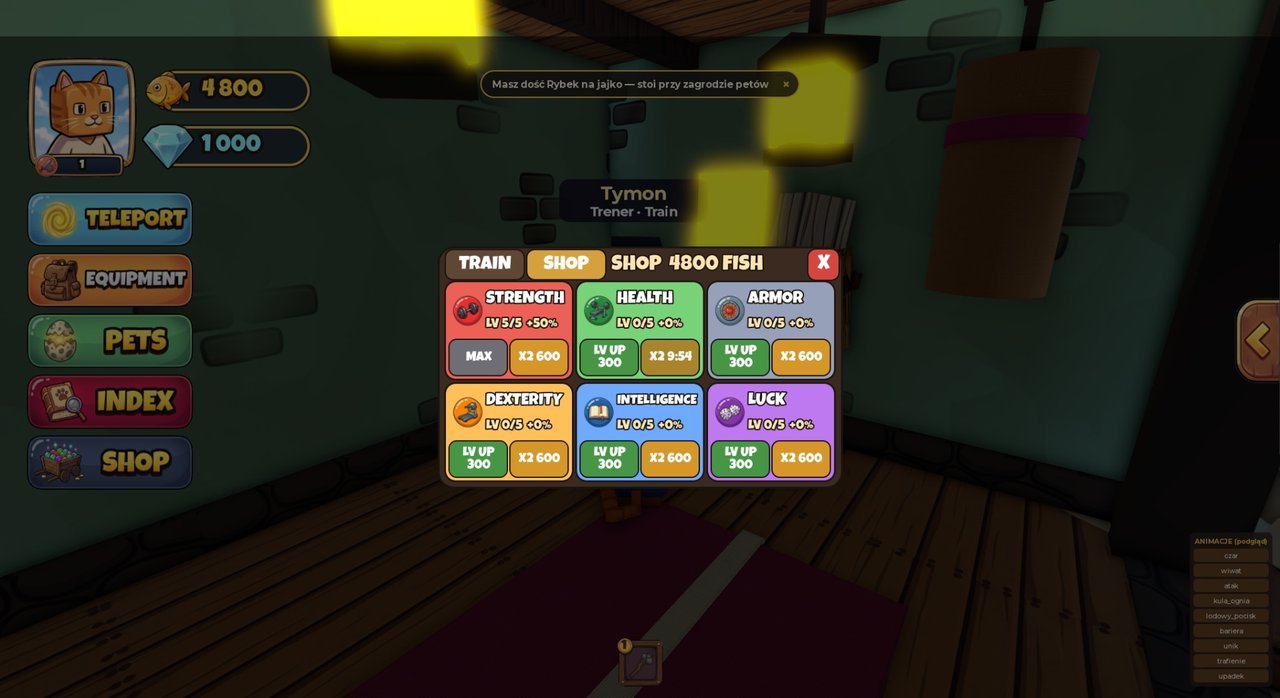 Masz dość Rybek na jajko — stoi przy zagrodzie petów ×
4800
1000
1
TELEPORT
EQUIPMENT
PETS
INDEX
SHOP
Tymon
Trener · Train
TRAIN
SHOP
SHOP 4800 FISH
X
STRENGTH
LV 5/5 +50%
MAX
X2 600
HEALTH
LV 0/5 +0%
LV UP
300
X2 9:54
ARMOR
LV 0/5 +0%
LV UP
300
X2 600
DEXTERITY
LV 0/5 +0%
LV UP
300
X2 600
INTELLIGENCE
LV 0/5 +0%
LV UP
300
X2 600
LUCK
LV 0/5 +0%
LV UP
300
X2 600
1
ANIMACJE (podgląd)
czar
wiwat
atak
kula_ognia
lodowy_pocisk
bariera
unik
trafienie
upadek